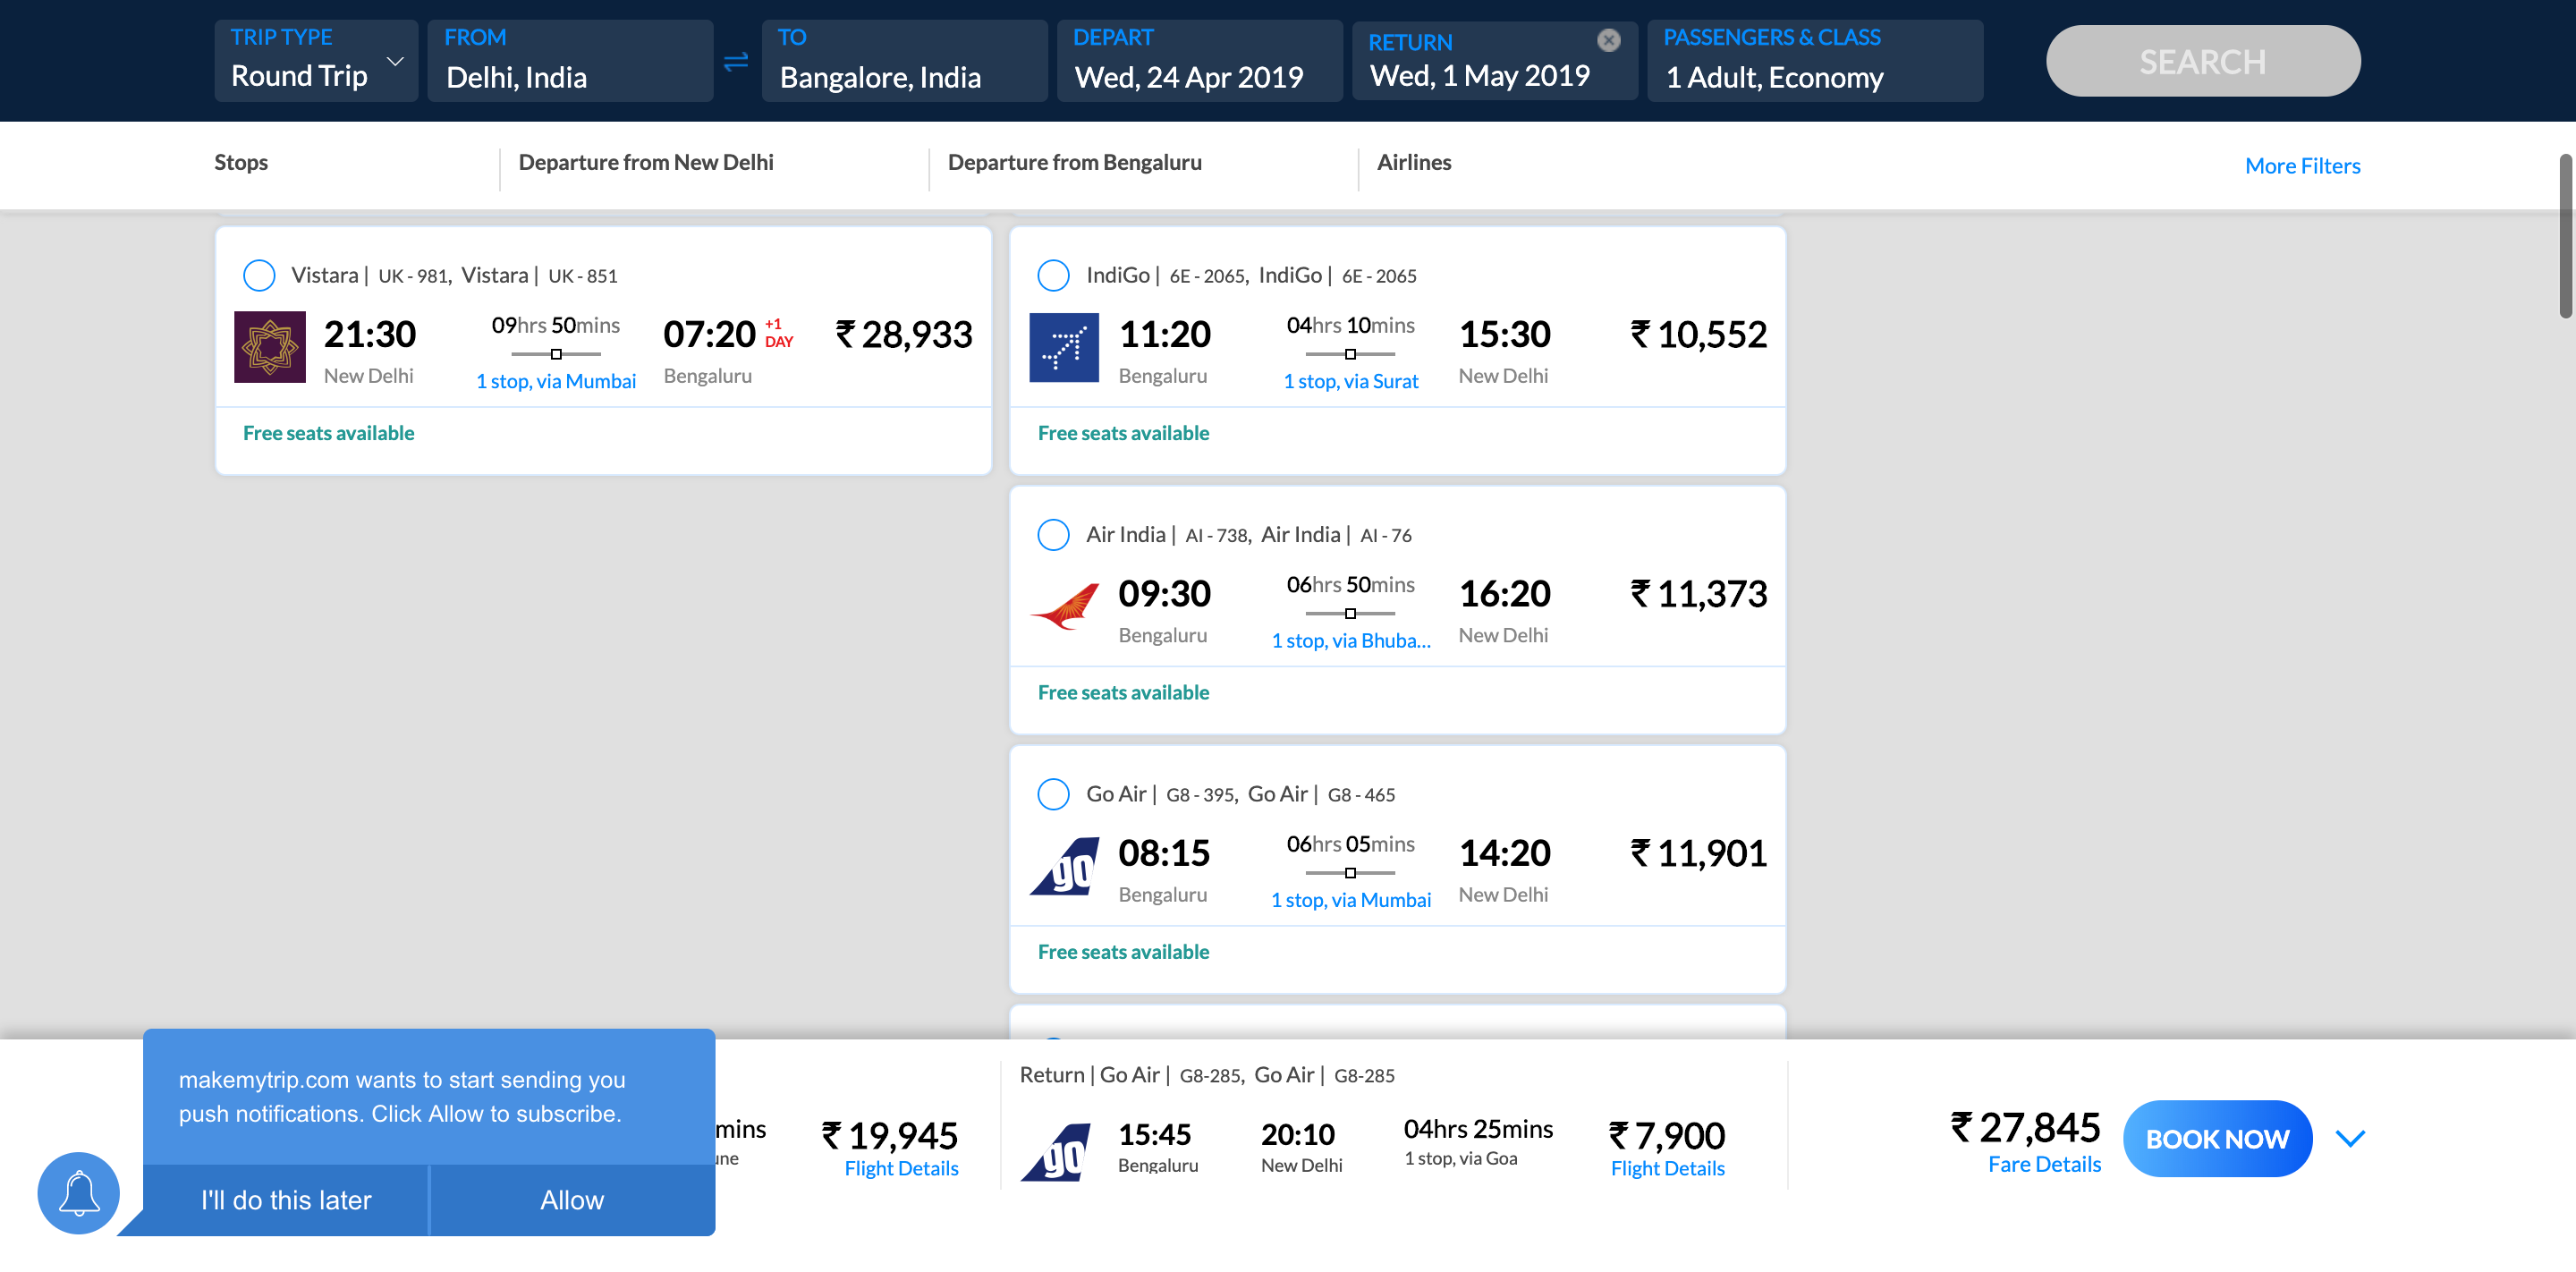 TRIP TYPE
Round Trip
FROM
Delhi, India
TO
Bangalore, India
DEPART
Wed, 24 Apr 2019
RETURN
Wed, 1 May 2019
PASSENGERS & CLASS
1 Adult, Economy
SEARCH
Stops
Departure from New Delhi
Departure from Bengaluru
Airlines
More Filters
Vistara | UK - 981, Vistara | UK - 851
21:30
New Delhi
09hrs 50mins
1 stop, via Mumbai
07:20 +1 DAY
Bengaluru
₹ 28,933
Free seats available
IndiGo | 6E - 2065, IndiGo | 6E - 2065
11:20
Bengaluru
04hrs 10mins
1 stop, via Surat
15:30
New Delhi
₹ 10,552
Free seats available
Air India | AI - 738, Air India | AI - 76
09:30
Bengaluru
06hrs 50mins
1 stop, via Bhuba...
16:20
New Delhi
₹ 11,373
Free seats available
Go Air | G8 - 395, Go Air | G8 - 465
go
08:15
Bengaluru
06hrs 05mins
1 stop, via Mumbai
14:20
New Delhi
₹ 11,901
Free seats available
makemytrip.com wants to start sending you
push notifications. Click Allow to subscribe.
I'll do this later
Allow
mins
₹ 19,945
Flight Details
Return | Go Air | G8-285, Go Air | G8-285
go
15:45
Bengaluru
20:10
New Delhi
04hrs 25mins
1 stop, via Goa
₹ 7,900
Flight Details
₹ 27,845
Fare Details
BOOK NOW